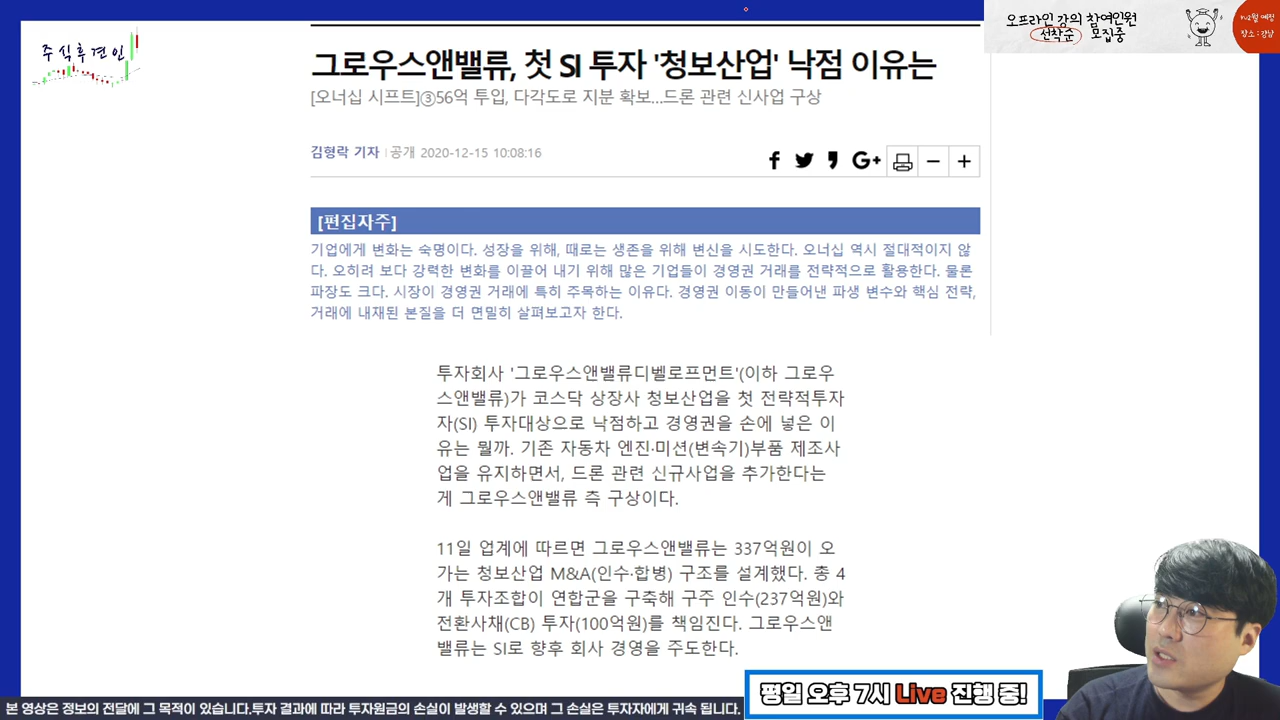 주식후견인
오프라인 강의 참여인원
선착순 모집중
장소 : 강남
그로우스앤밸류, 첫 SI 투자 '청보산업' 낙점 이유는
[오너십 시프트]③56억 투입, 다각도로 지분 확보...드론 관련 신사업 구상
김형락 기자 공개 2020-12-15 10:08:16
[편집자주]
기업에게 변화는 숙명이다. 성장을 위해, 때로는 생존을 위해 변신을 시도한다. 오너십 역시 절대적이지 않
다. 오히려 보다 강력한 변화를 이끌어 내기 위해 많은 기업들이 경영권 거래를 전략적으로 활용한다. 물론
파장도 크다. 시장이 경영권 거래에 특히 주목하는 이유다. 경영권 이동이 만들어낸 파생 변수와 핵심 전략,
거래에 내재된 본질을 더 면밀히 살펴보고자 한다.
투자회사 '그로우스앤밸류디벨로프먼트'(이하 그로우
스앤밸류)가 코스닥 상장사 청보산업을 첫 전략적투자
자(SI) 투자대상으로 낙점하고 경영권을 손에 넣은 이
유는 뭘까. 기존 자동차 엔진·미션(변속기)부품 제조사
업을 유지하면서, 드론 관련 신규사업을 추가한다는
게 그로우스앤밸류 측 구상이다.
11일 업계에 따르면 그로우스앤밸류는 337억원이 오
가는 청보산업 M&A(인수·합병) 구조를 설계했다. 총 4
개 투자조합이 연합군을 구축해 구주 인수(237억원)와
전환사채(CB) 투자(100억원)를 책임진다. 그로우스앤
밸류는 SI로 향후 회사 경영을 주도한다.
평일 오후 7시 Live 진행 중!
본 영상은 정보의 전달에 그 목적이 있습니다.투자 결과에 따라 투자원금의 손실이 발생할 수 있으며 그 손실은 투자자에게 귀속 됩니다.